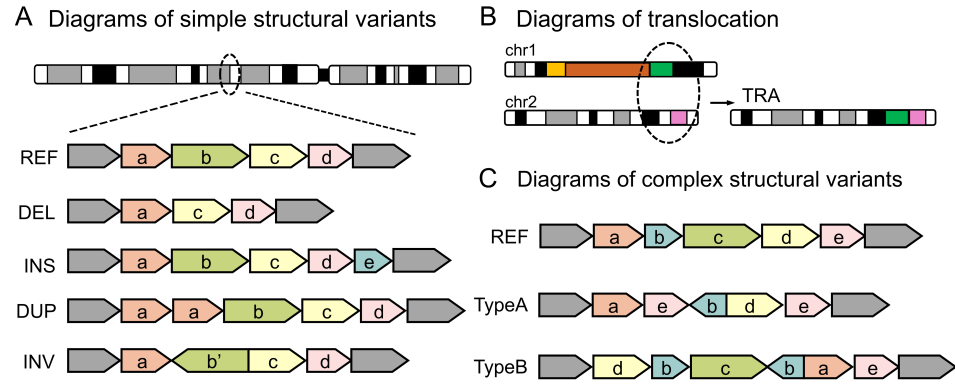 A Diagrams of simple structural variants
REF a b c d
DEL a c d
INS a b c d e
DUP a a b c d
INV a b' c d
B Diagrams of translocation
chr1
chr2
TRA
C Diagrams of complex structural variants
REF a b c d e
TypeA a e b d e
TypeB d b c b a e